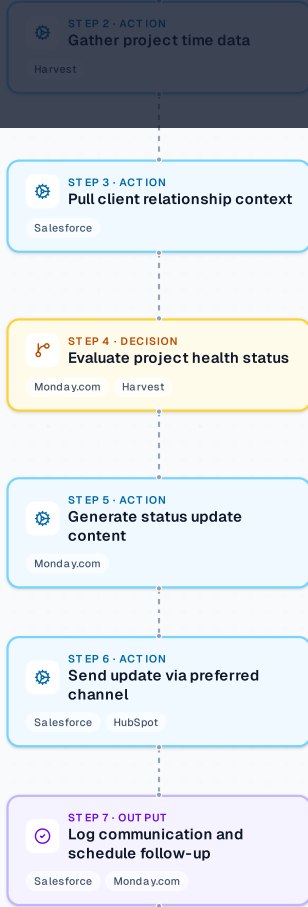 STEP 2 · ACTION
Gather project time data
Harvest
STEP 3 · ACTION
Pull client relationship context
Salesforce
STEP 4 · DECISION
Evaluate project health status
Monday.com Harvest
STEP 5 · ACTION
Generate status update
content
Monday.com
STEP 6 · ACTION
Send update via preferred
channel
Salesforce HubSpot
STEP 7 · OUTPUT
Log communication and
schedule follow-up
Salesforce Monday.com